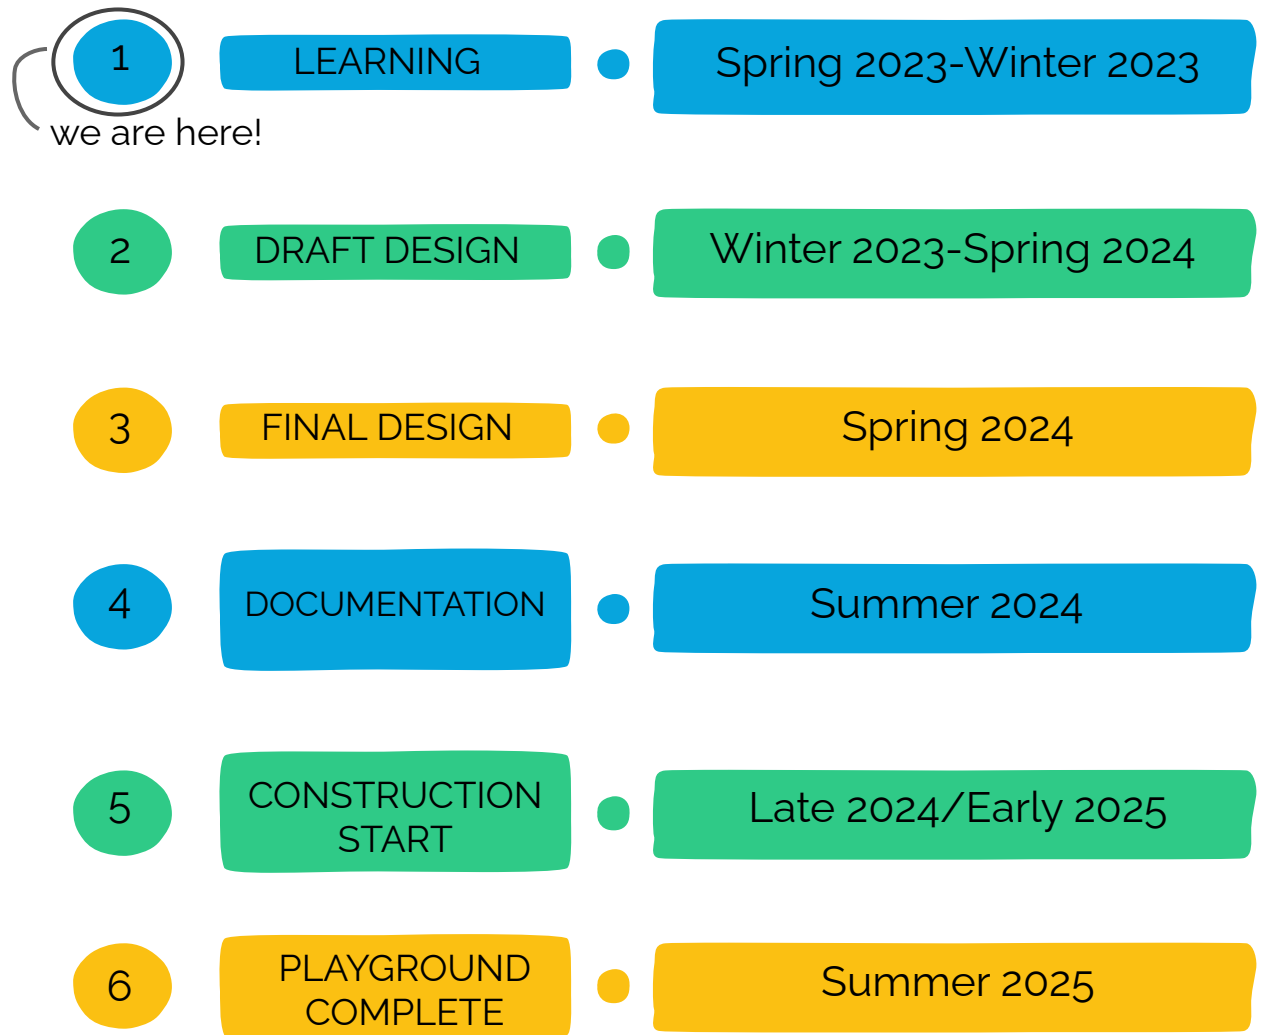 1
LEARNING
Spring 2023-Winter 2023
we are here!
2
DRAFT DESIGN
Winter 2023-Spring 2024
3
FINAL DESIGN
Spring 2024
4
DOCUMENTATION
Summer 2024
5
CONSTRUCTION
START
Late 2024/Early 2025
6
PLAYGROUND
COMPLETE
Summer 2025